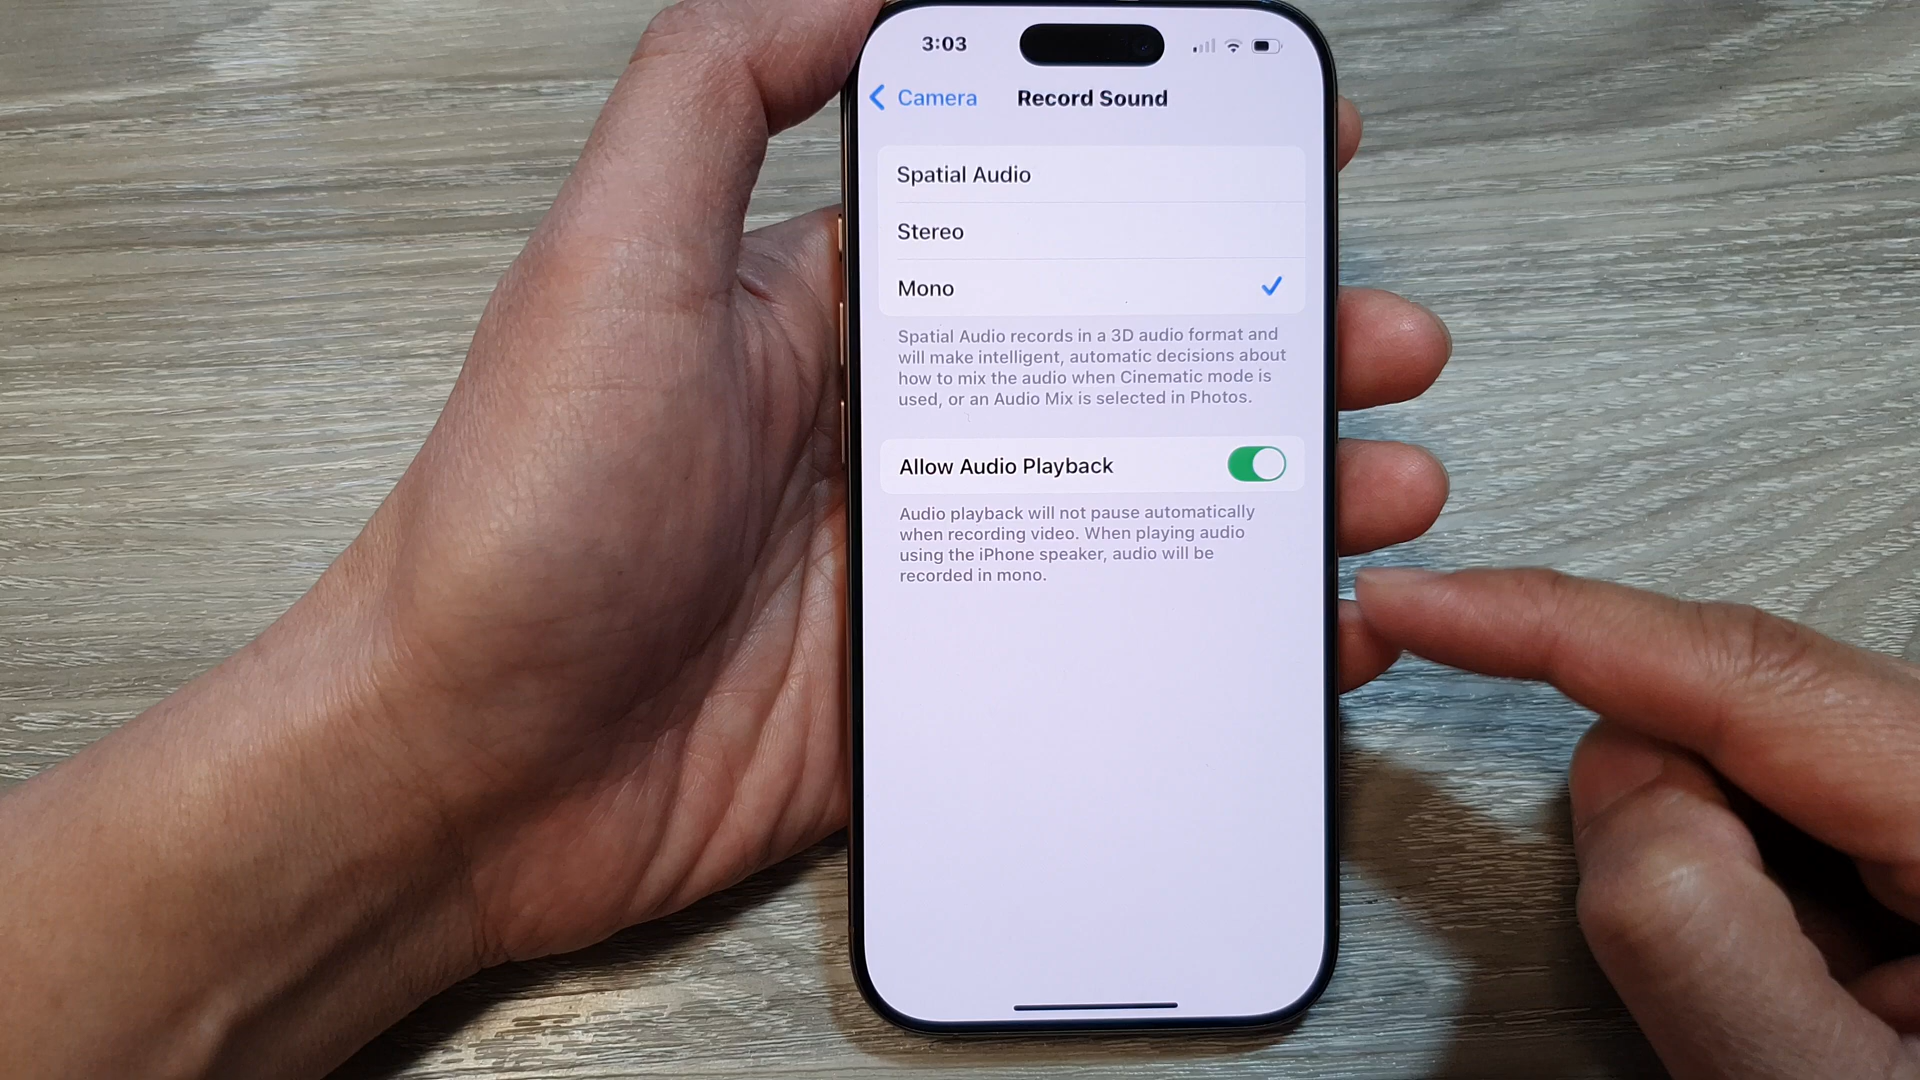 3:03
Camera
Record Sound
Spatial Audio
Stereo
Mono
Spatial Audio records in a 3D audio format and
will make intelligent, automatic decisions about
how to mix the audio when Cinematic mode is
used, or an Audio Mix is selected in Photos.
Allow Audio Playback
Audio playback will not pause automatically
when recording video. When playing audio
using the iPhone speaker, audio will be
recorded in mono.